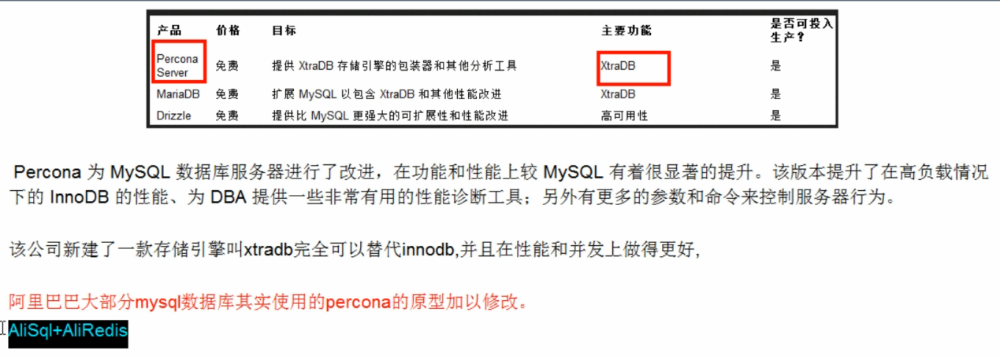 产品 价格 目标 主要功能 是否可投入
生产?
Percona
Server 免费 提供 XtraDB 存储引擎的包装器和其他分析工具 XtraDB 是
MariaDB 免费 扩展 MySQL 以包含 XtraDB 和其他性能改进 XtraDB 是
Drizzle 免费 提供比 MySQL 更强大的可扩展性和性能改进 高可用性 是
Percona 为 MySQL 数据库服务器进行了改进，在功能和性能上较 MySQL 有着很显著的提升。该版本提升了在高负载情况
下的 InnoDB 的性能、为 DBA 提供一些非常有用的性能诊断工具；另外有更多的参数和命令来控制服务器行为。
该公司新建了一款存储引擎叫xtradb完全可以替代innodb,并且在性能和并发上做得更好,
阿里巴巴大部分mysql数据库其实使用的percona的原型加以修改。
AliSql+AliRedis